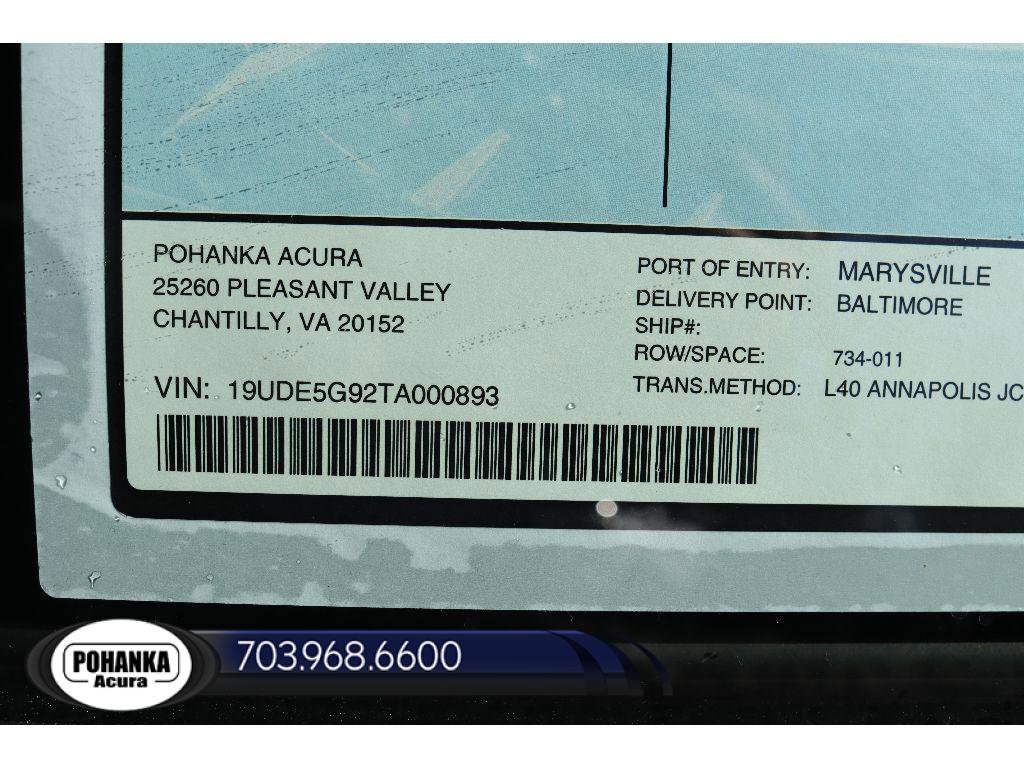 POHANKA ACURA
25260 PLEASANT VALLEY
CHANTILLY, VA 20152
VIN: 19UDE5G92TA000893
PORT OF ENTRY: MARYSVILLE
DELIVERY POINT: BALTIMORE
SHIP#:
ROW/SPACE: 734-011
TRANS.METHOD: L40 ANNAPOLIS JC
POHANKA
Acura
703.968.6600